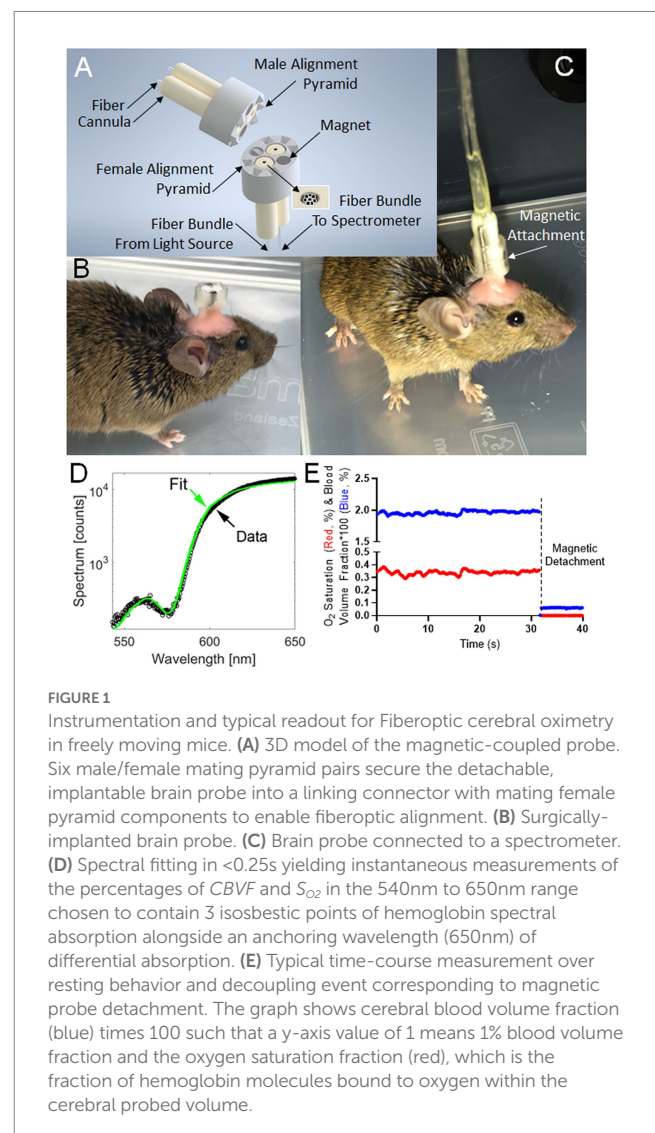 A
Male Alignment
Pyramid
Fiber
Cannula
Magnet
Female Alignment
Pyramid
Fiber Bundle
To Spectrometer
Fiber Bundle
From Light Source
C
Magnetic
Attachment
B
Zealand
D
Spectrum [counts]
10⁴
10³
Fit
Data
550
600
650
Wavelength [nm]
E
O₂ Saturation (Red, %) & Blood
Volume Fraction*100 (Blue, %)
2.5
2.0
1.5
0.5
0.4
0.3
0.2
0.1
0.0
0
10
20
30
40
Time (s)
Magnetic
Detachment
FIGURE 1
Instrumentation and typical readout for Fiberoptic cerebral oximetry
in freely moving mice. (A) 3D model of the magnetic-coupled probe.
Six male/female mating pyramid pairs secure the detachable,
implantable brain probe into a linking connector with mating female
pyramid components to enable fiberoptic alignment. (B) Surgically-
implanted brain probe. (C) Brain probe connected to a spectrometer.
(D) Spectral fitting in <0.25s yielding instantaneous measurements of
the percentages of CBVF and S_O2 in the 540nm to 650nm range
chosen to contain 3 isosbestic points of hemoglobin spectral
absorption alongside an anchoring wavelength (650nm) of
differential absorption. (E) Typical time-course measurement over
resting behavior and decoupling event corresponding to magnetic
probe detachment. The graph shows cerebral blood volume fraction
(blue) times 100 such that a y-axis value of 1 means 1% blood volume
fraction and the oxygen saturation fraction (red), which is the
fraction of hemoglobin molecules bound to oxygen within the
cerebral probed volume.